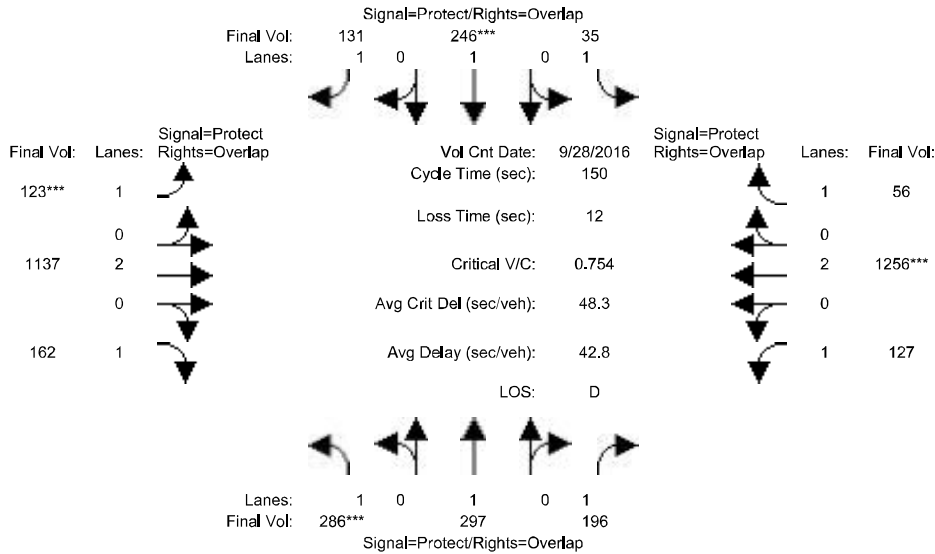 Signal=Protect/Rights=Overlap
Final Vol: 131 246*** 35
Lanes: 1 0 1 0 1
Signal=Protect
Final Vol: Lanes: Rights=Overlap
Vol Cnt Date: 9/28/2016
Signal=Protect
Rights=Overlap Lanes: Final Vol:
Cycle Time (sec): 150
123*** 1
1 56
Loss Time (sec): 12
0
0
1137 2
Critical V/C: 0.754
2 1256***
0
Avg Crit Del (sec/veh): 48.3
0
162 1
Avg Delay (sec/veh): 42.8
1 127
LOS: D
Lanes: 1 0 1 0 1
Final Vol: 286*** 297 196
Signal=Protect/Rights=Overlap